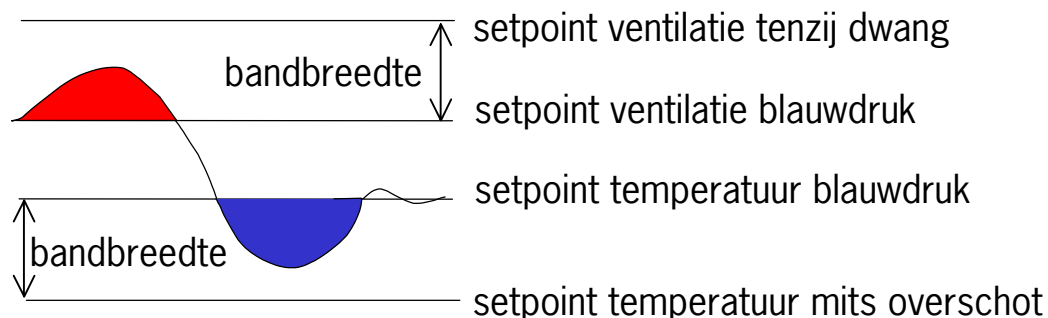 setpoint ventilatie tenzij dwang
bandbreedte
setpoint ventilatie blauwdruk
setpoint temperatuur blauwdruk
bandbreedte
setpoint temperatuur mits overschot